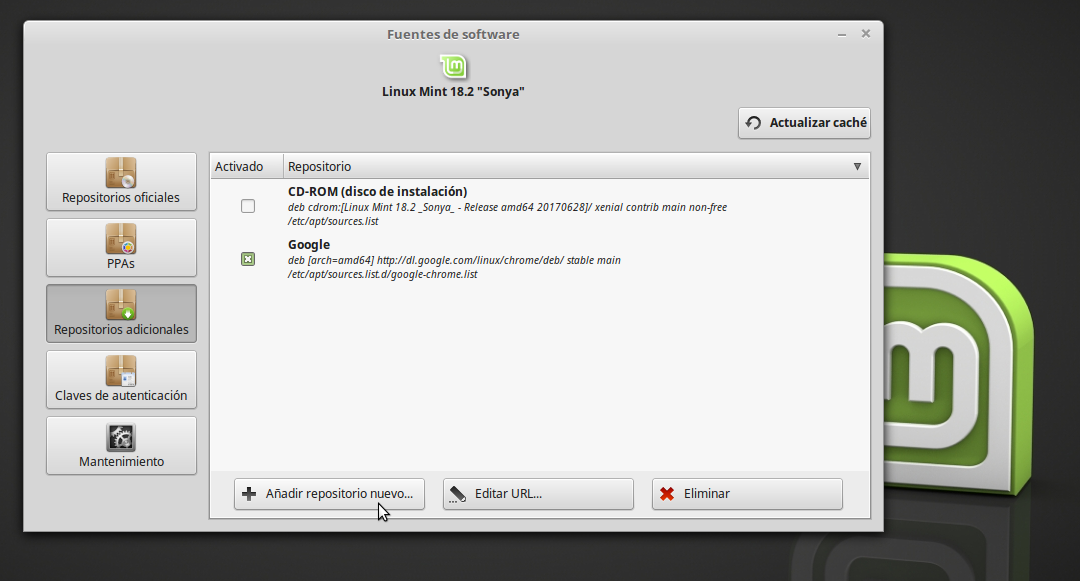 Fuentes de software
Linux Mint 18.2 "Sonya"
Actualizar caché
Repositorios oficiales
PPAs
Repositorios adicionales
Claves de autenticación
Mantenimiento
Activado Repositorio
CD-ROM (disco de instalación)
deb cdrom:[Linux Mint 18.2 _Sonya_ - Release amd64 20170628]/ xenial contrib main non-free
/etc/apt/sources.list
Google
deb [arch=amd64] http://dl.google.com/linux/chrome/deb/ stable main
/etc/apt/sources.list.d/google-chrome.list
Añadir repositorio nuevo... Editar URL... Eliminar